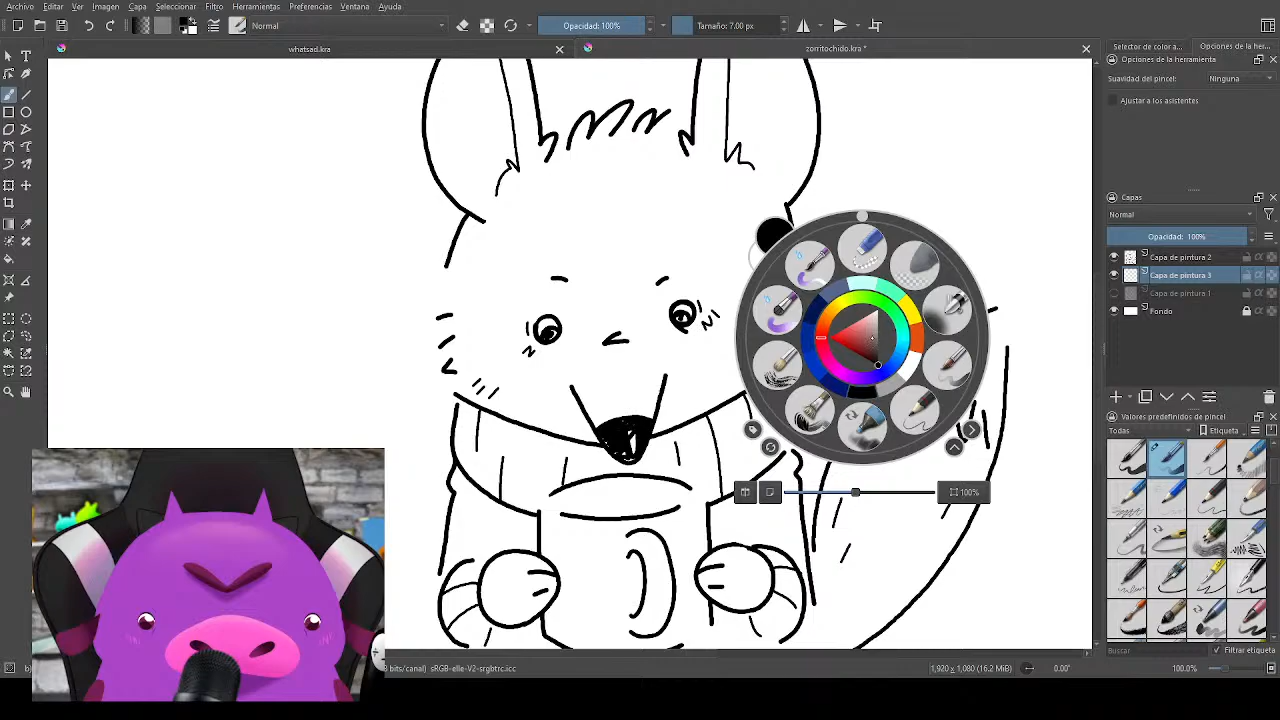 Archivo Editar Ver Imagen Capa Seleccionar Filtro Herramientas Configuración Preferencias Ventana Ayuda
Normal Opacidad: 100% Tamaño: 7.00 px
whatsad.kra zorritochido.kra *
Selector de color a... Opciones de la her...
Opciones de la herramienta
Suavidad del pincel: Ninguna
Ajustar a los asistentes
Capas
Normal
Opacidad: 100%
Capa de pintura 2
Capa de pintura 3
Capa de pintura 1
Fondo
Valores predefinidos de pincel
Todas Etiqueta
100%
Buscar Filtrar etiqueta
bits/canal) sRGB-elle-V2-srgbtrc.icc 1,920 x 1,080 (16.2 MiB) 0.00° 100.0%